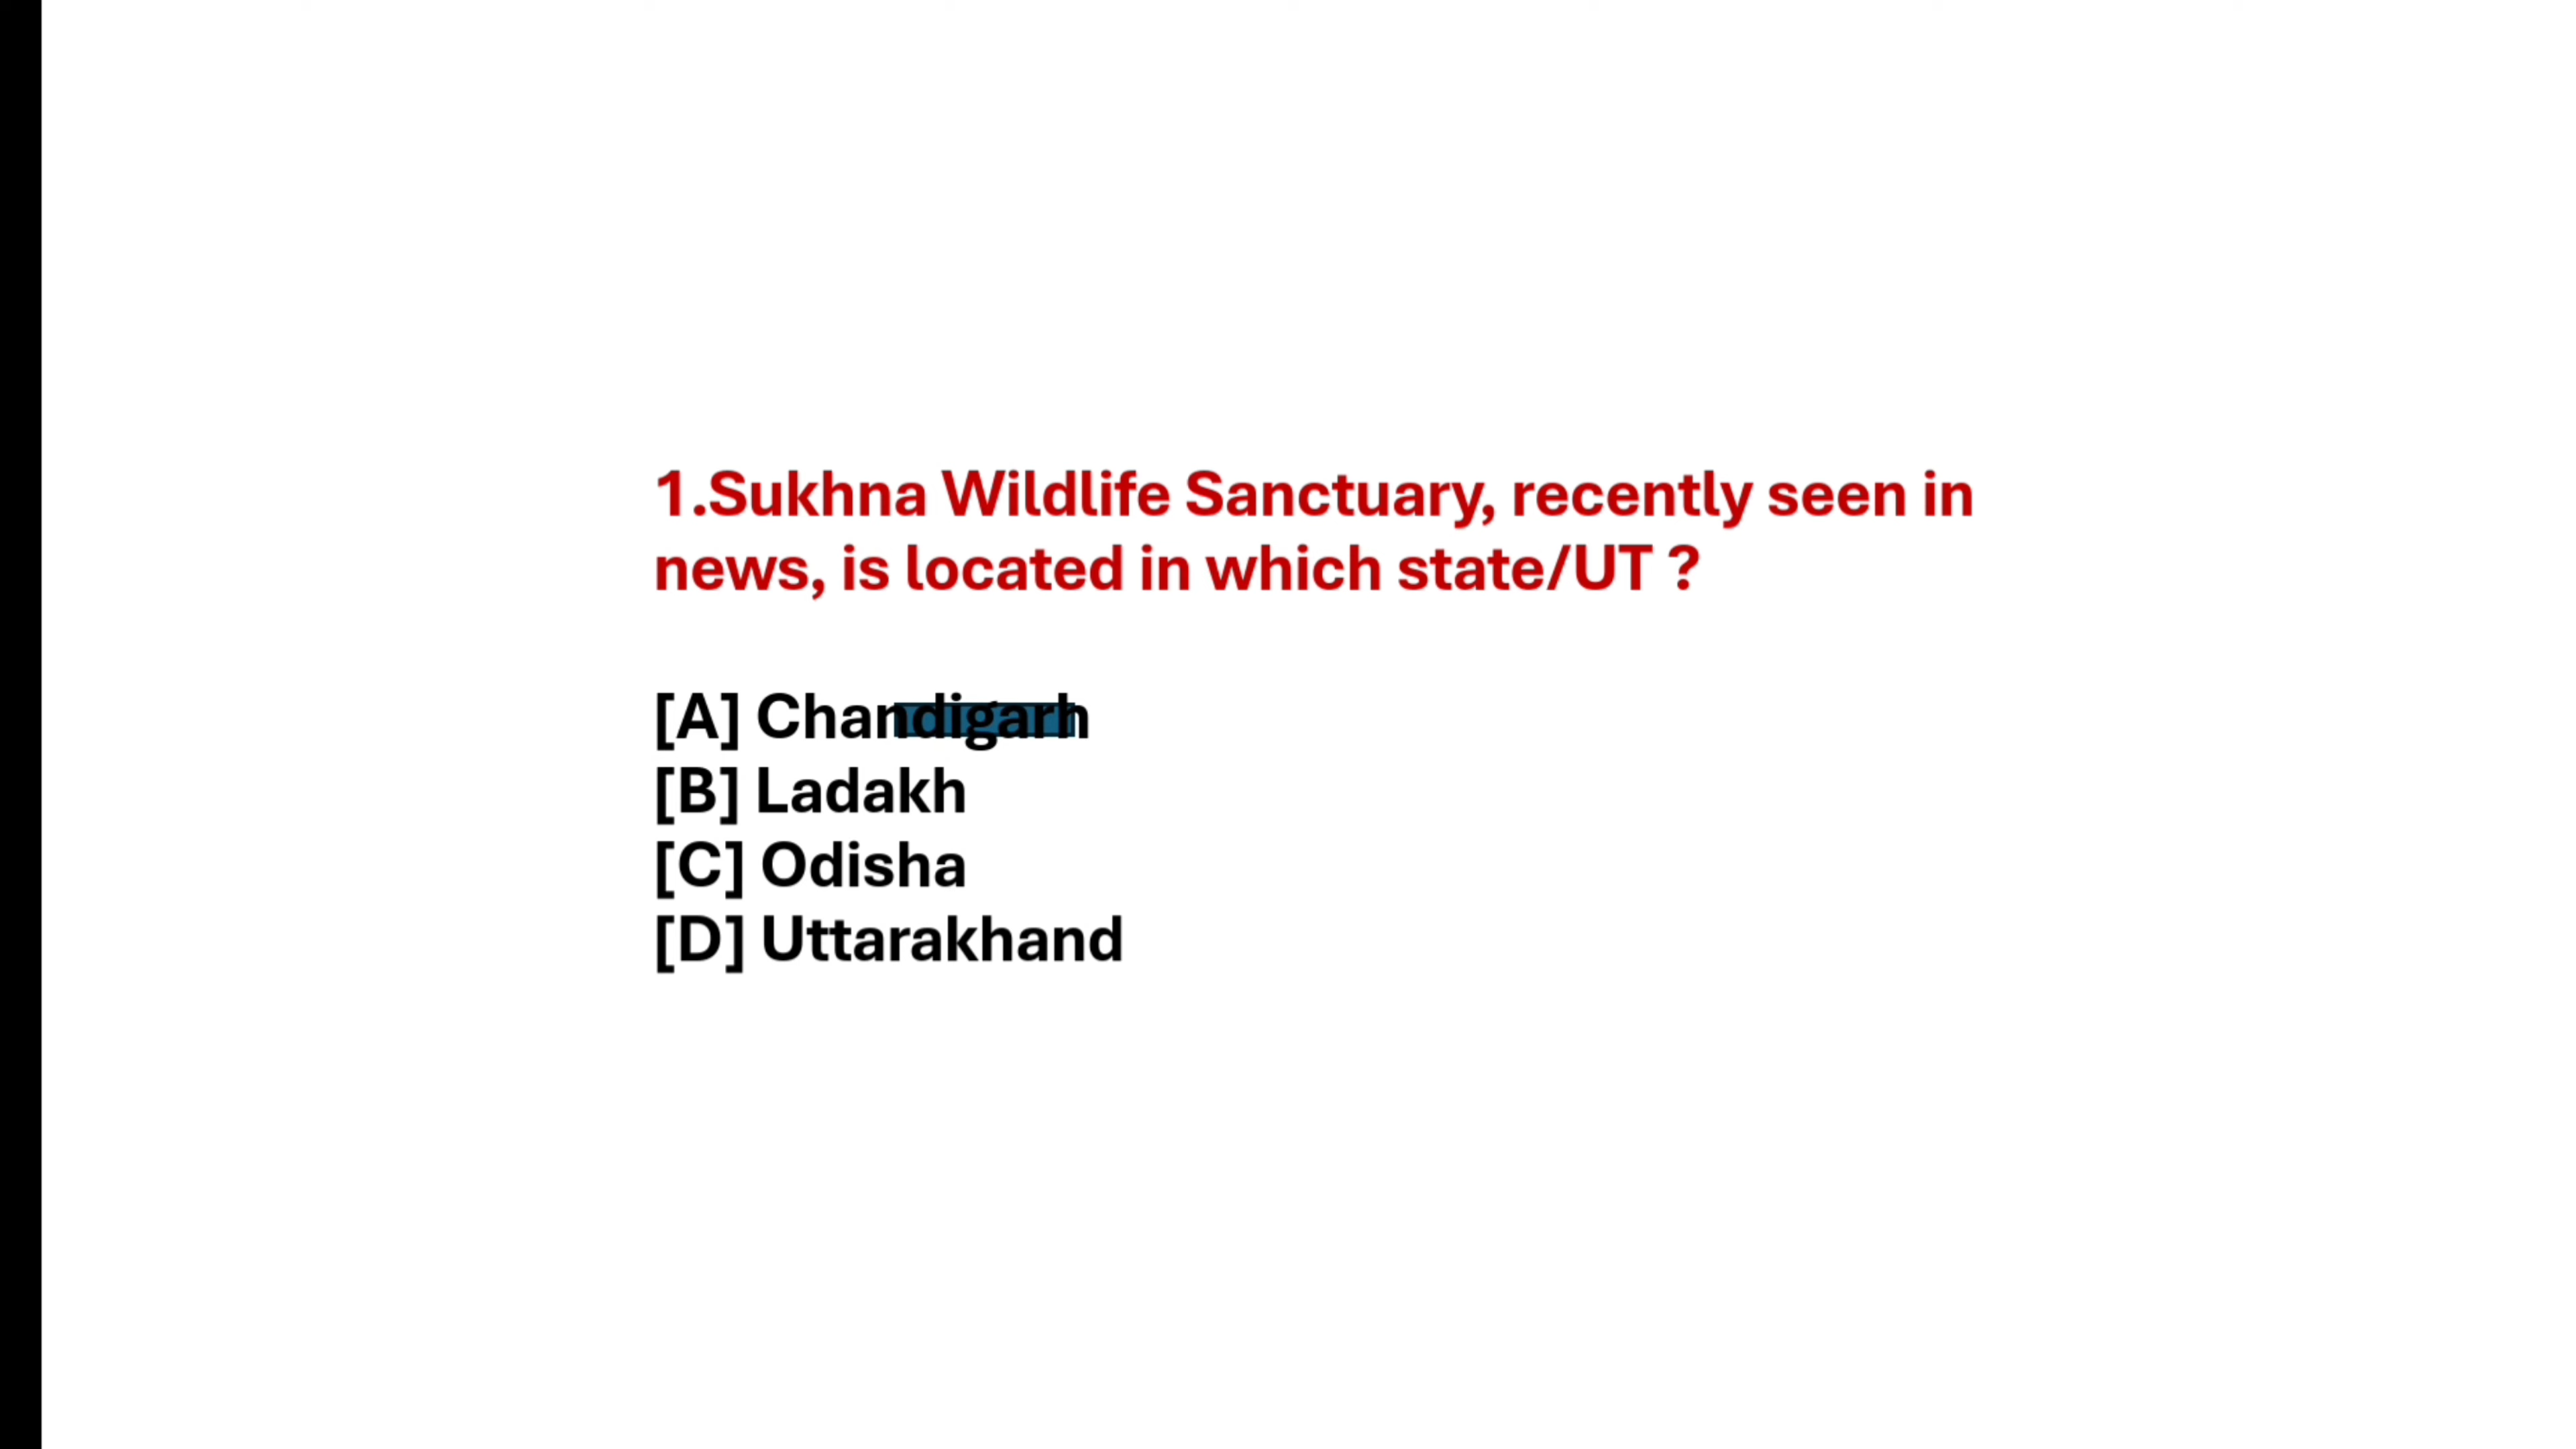 1.Sukhna Wildlife Sanctuary, recently seen in
news, is located in which state/UT ?
[A] Chandigarh
[B] Ladakh
[C] Odisha
[D] Uttarakhand